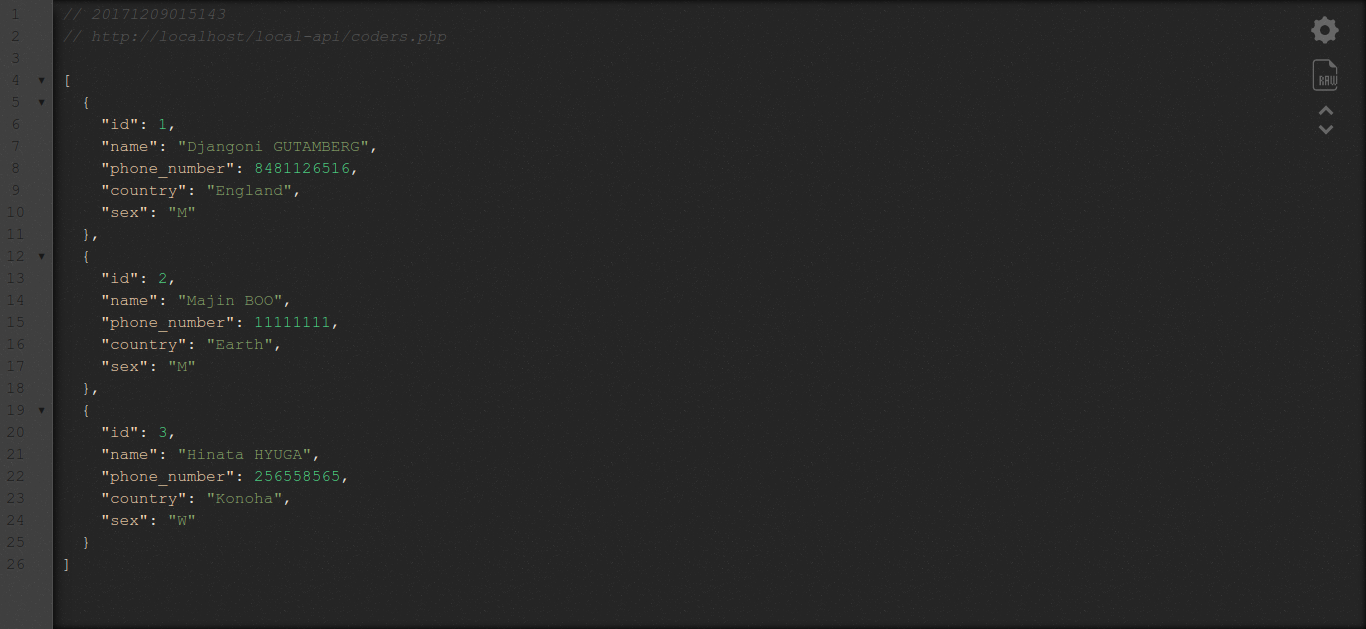 1 // 20171209015143
2 // http://localhost/local-api/coders.php
3
4 [
5 {
6 "id": 1,
7 "name": "Djangoni GUTAMBERG",
8 "phone_number": 8481126516,
9 "country": "England",
10 "sex": "M"
11 },
12 {
13 "id": 2,
14 "name": "Majin BOO",
15 "phone_number": 11111111,
16 "country": "Earth",
17 "sex": "M"
18 },
19 {
20 "id": 3,
21 "name": "Hinata HYUGA",
22 "phone_number": 256558565,
23 "country": "Konoha",
24 "sex": "W"
25 }
26 ]
RAW